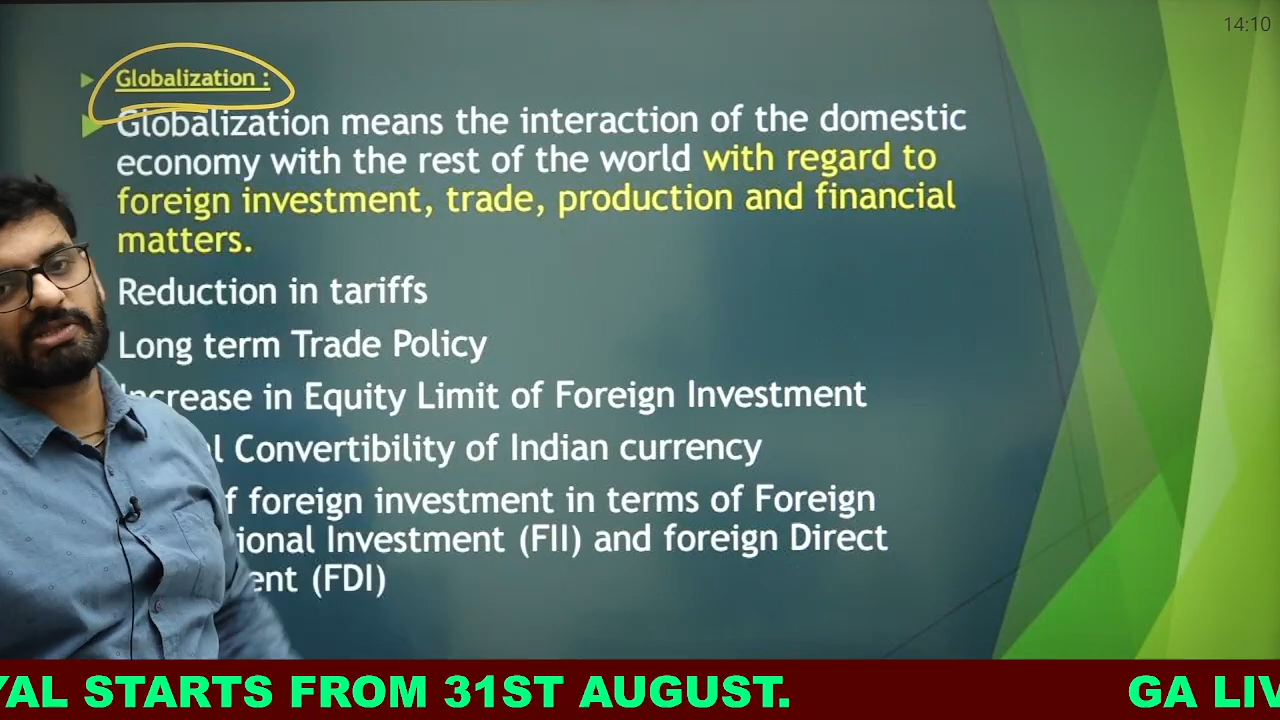 14:10
Globalization :
Globalization means the interaction of the domestic
economy with the rest of the world with regard to
foreign investment, trade, production and financial
matters.
Reduction in tariffs
Long term Trade Policy
Increase in Equity Limit of Foreign Investment
Convertibility of Indian currency
foreign investment in terms of Foreign
Investment (FII) and foreign Direct
(FDI)
STARTS FROM 31ST AUGUST. GA